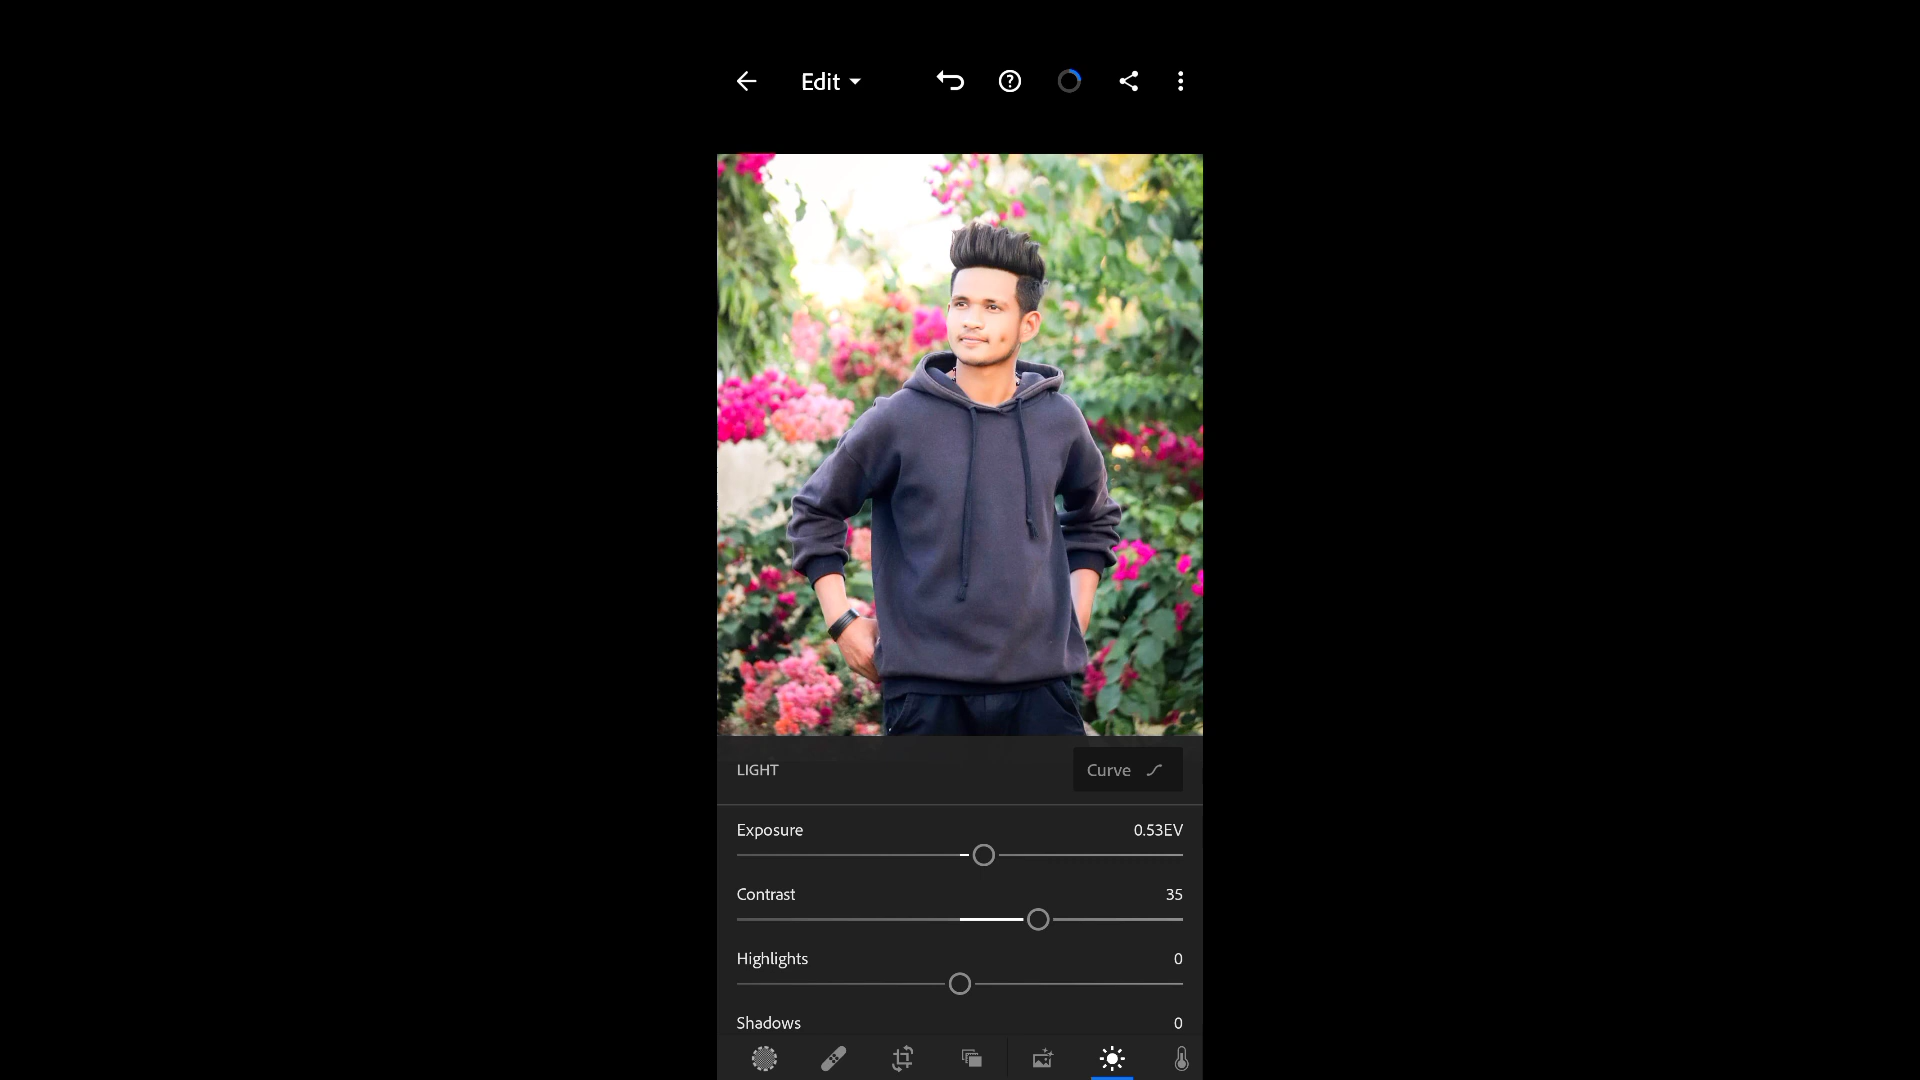 Edit
LIGHT
Curve
Exposure 0.53EV
Contrast 35
Highlights 0
Shadows 0